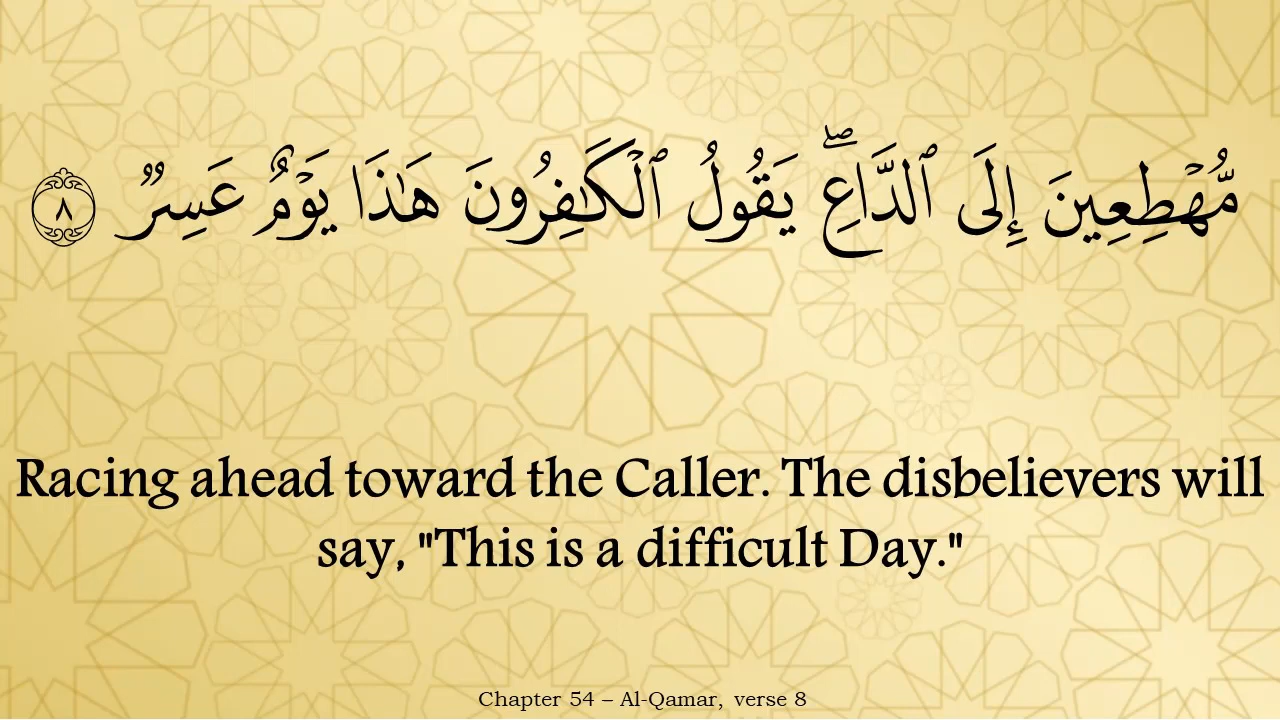 مُّهْطِعِينَ إِلَى ٱلدَّاعِ ۖ يَقُولُ ٱلْكَـٰفِرُونَ هَـٰذَا يَوْمٌ عَسِرٌ ٨
Racing ahead toward the Caller. The disbelievers will
say, "This is a difficult Day."
Chapter 54 – Al-Qamar, verse 8